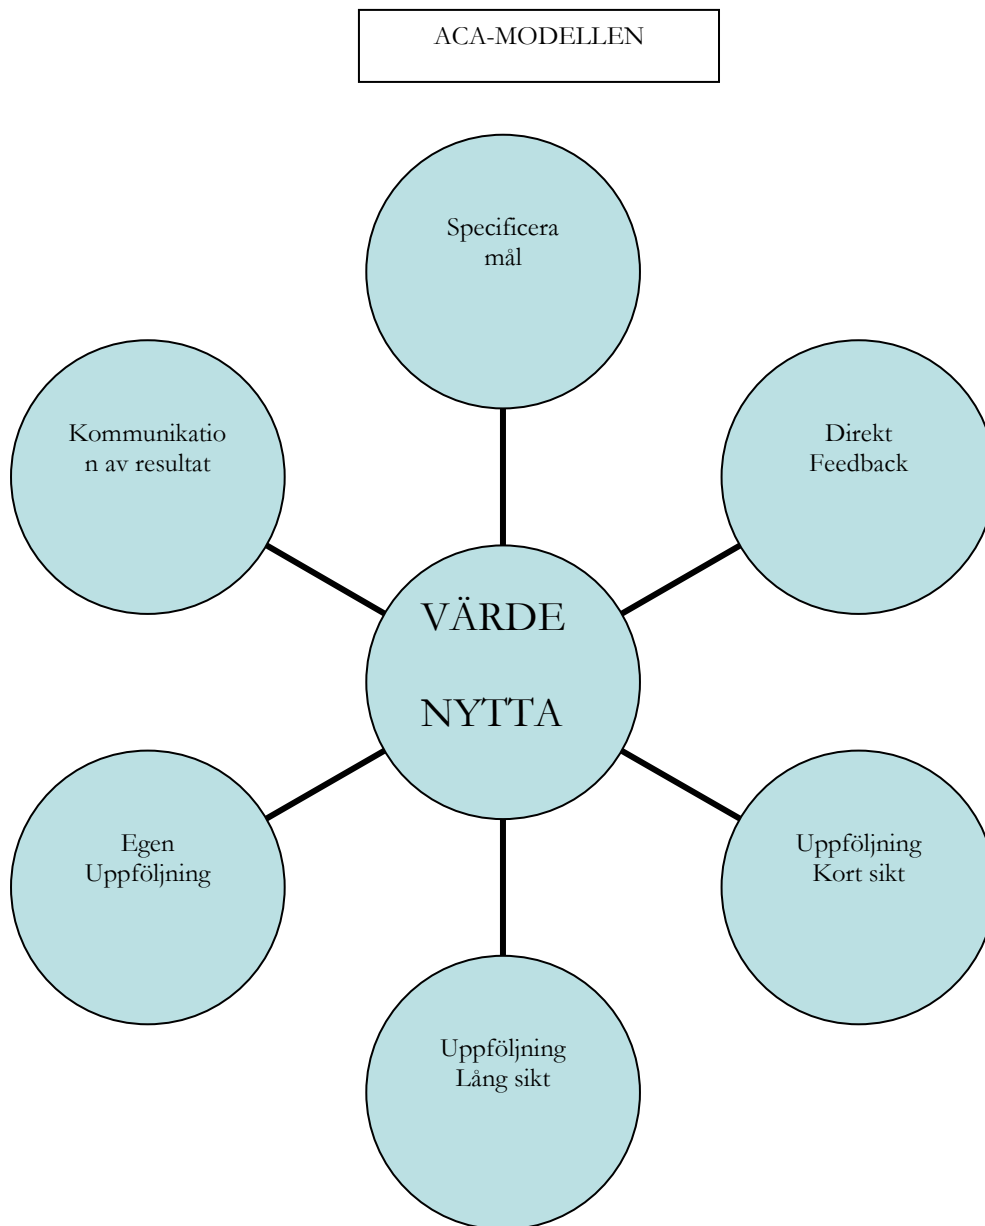 ACA-MODELLEN
Specificera
mål
Kommunikatio
n av resultat
Direkt
Feedback
VÄRDE
NYTTA
Egen
Uppföljning
Uppföljning
Kort sikt
Uppföljning
Lång sikt